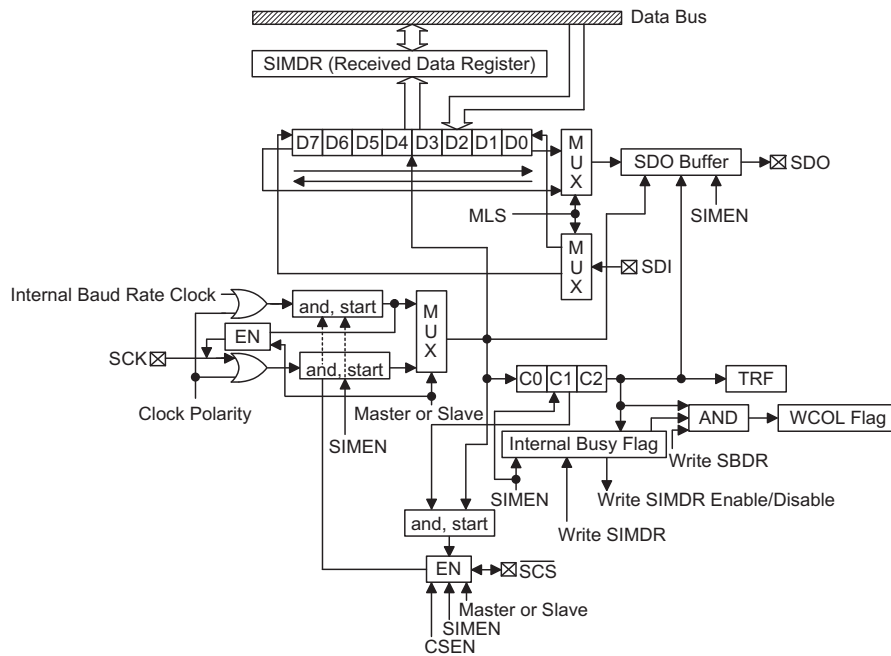 Data Bus
SIMDR (Received Data Register)
D7 D6 D5 D4 D3 D2 D1 D0
MUX
SDO Buffer
SDO
MLS
SIMEN
MUX
SDI
Internal Baud Rate Clock
and, start
MUX
EN
SCK
and, start
Clock Polarity
Master or Slave
SIMEN
C0 C1 C2
TRF
AND
WCOL Flag
Internal Busy Flag
Write SBDR
SIMEN
Write SIMDR Enable/Disable
and, start
Write SIMDR
EN
SCS
Master or Slave
SIMEN
CSEN